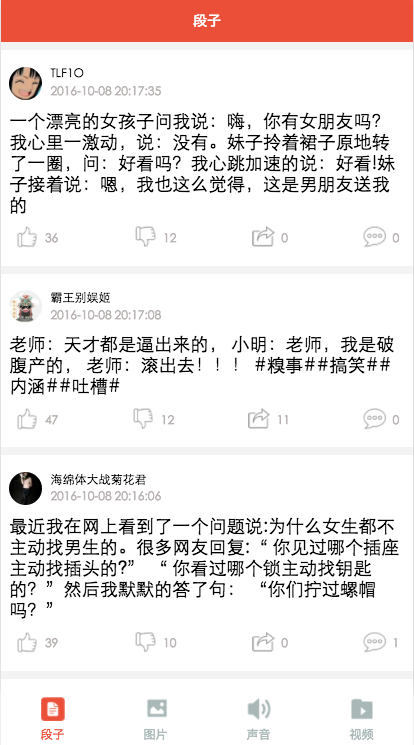 段子
TLF1O
2016-10-08 20:17:35
一个漂亮的女孩子问我说：嗨，你有女朋友吗？
我心里一激动，说：没有。妹子拎着裙子原地转
了一圈，问：好看吗？我心跳加速的说：好看!妹
子接着说：嗯，我也这么觉得，这是男朋友送我
的
36 12 0 0
霸王别娱姬
2016-10-08 20:17:08
老师：天才都是逼出来的， 小明：老师，我是破
腹产的， 老师：滚出去！！！ #糗事##搞笑##
内涵##吐槽#
47 12 11 0
海绵体大战菊花君
2016-10-08 20:16:06
最近我在网上看到了一个问题说:为什么女生都不
主动找男生的。很多网友回复:“ 你见过哪个插座
主动找插头的?” “ 你看过哪个锁主动找钥匙
的？”然后我默默的答了句： “你们拧过螺帽
吗？”
39 10 0 1
段子 图片 声音 视频